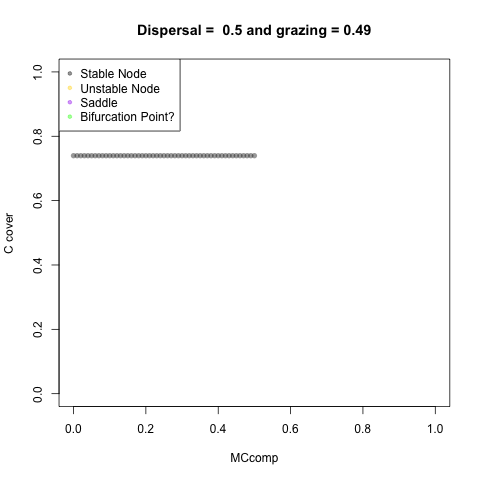 Dispersal =  0.5 and grazing = 0.49
Stable Node
Unstable Node
Saddle
Bifurcation Point?
1.0
0.8
0.6
0.4
0.2
0.0
C cover
0.0 0.2 0.4 0.6 0.8 1.0
MCcomp